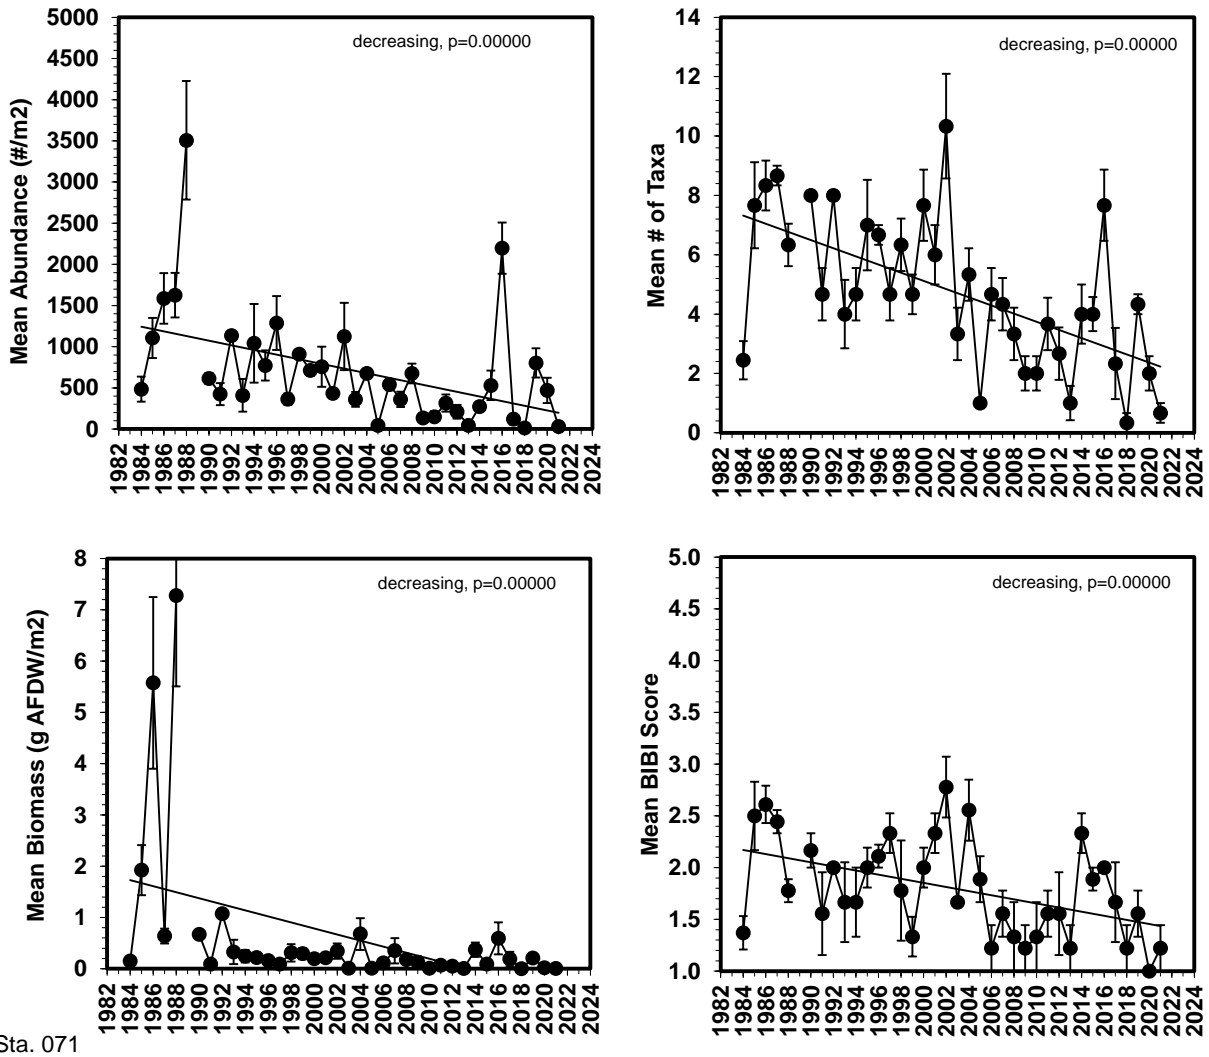 5000
4500
4000
3500
3000
2500
2000
1500
1000
500
0
Mean Abundance (#/m2)
decreasing, p=0.00000
1982 1984 1986 1988 1990 1992 1994 1996 1998 2000 2002 2004 2006 2008 2010 2012 2014 2016 2018 2020 2022 2024
14
12
10
8
6
4
2
0
Mean # of Taxa
decreasing, p=0.00000
1982 1984 1986 1988 1990 1992 1994 1996 1998 2000 2002 2004 2006 2008 2010 2012 2014 2016 2018 2020 2022 2024
8
7
6
5
4
3
2
1
0
Mean Biomass (g AFDW/m2)
decreasing, p=0.00000
1982 1984 1986 1988 1990 1992 1994 1996 1998 2000 2002 2004 2006 2008 2010 2012 2014 2016 2018 2020 2022 2024
5.0
4.5
4.0
3.5
3.0
2.5
2.0
1.5
1.0
Mean BIBI Score
decreasing, p=0.00000
1982 1984 1986 1988 1990 1992 1994 1996 1998 2000 2002 2004 2006 2008 2010 2012 2014 2016 2018 2020 2022 2024
Sta. 071